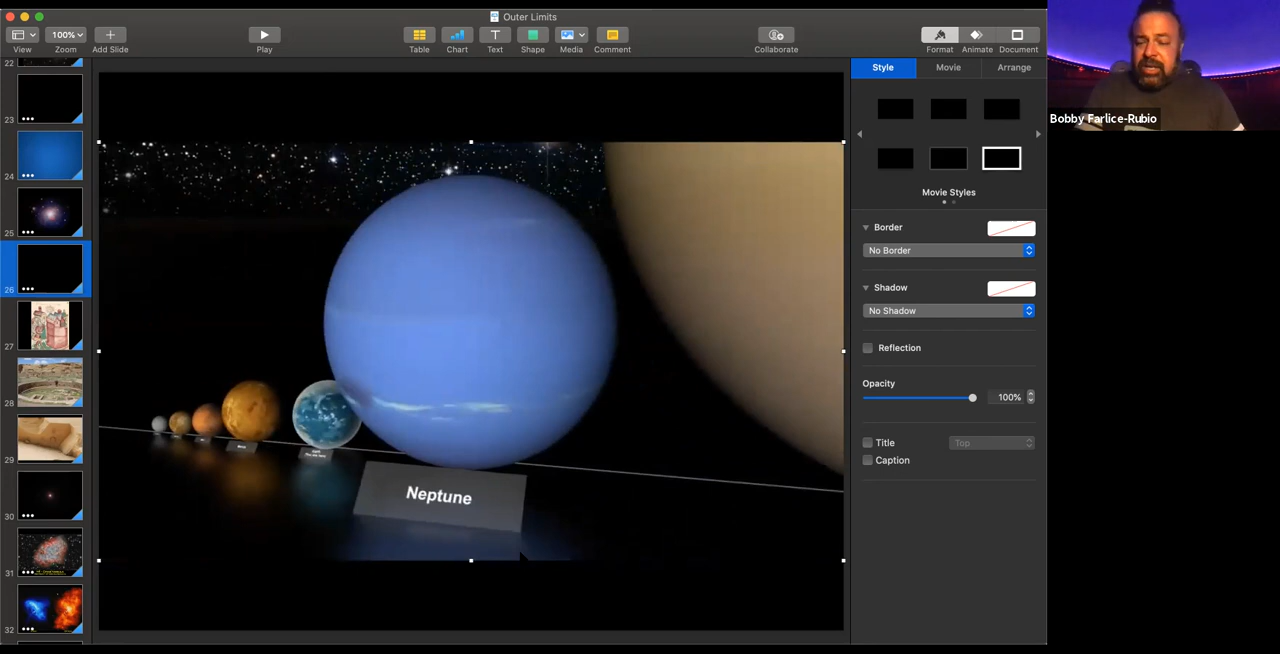 Outer Limits
100%
View
Zoom
Add Slide
Play
Table
Chart
Text
Shape
Media
Comment
Collaborate
Format
Animate
Document
22
23
24
25
26
27
28
29
30
31
32
Neptune
Style
Movie
Arrange
Movie Styles
Border
No Border
Shadow
No Shadow
Reflection
Opacity
100%
Title
Top
Caption
Bobby Farlice-Rubio